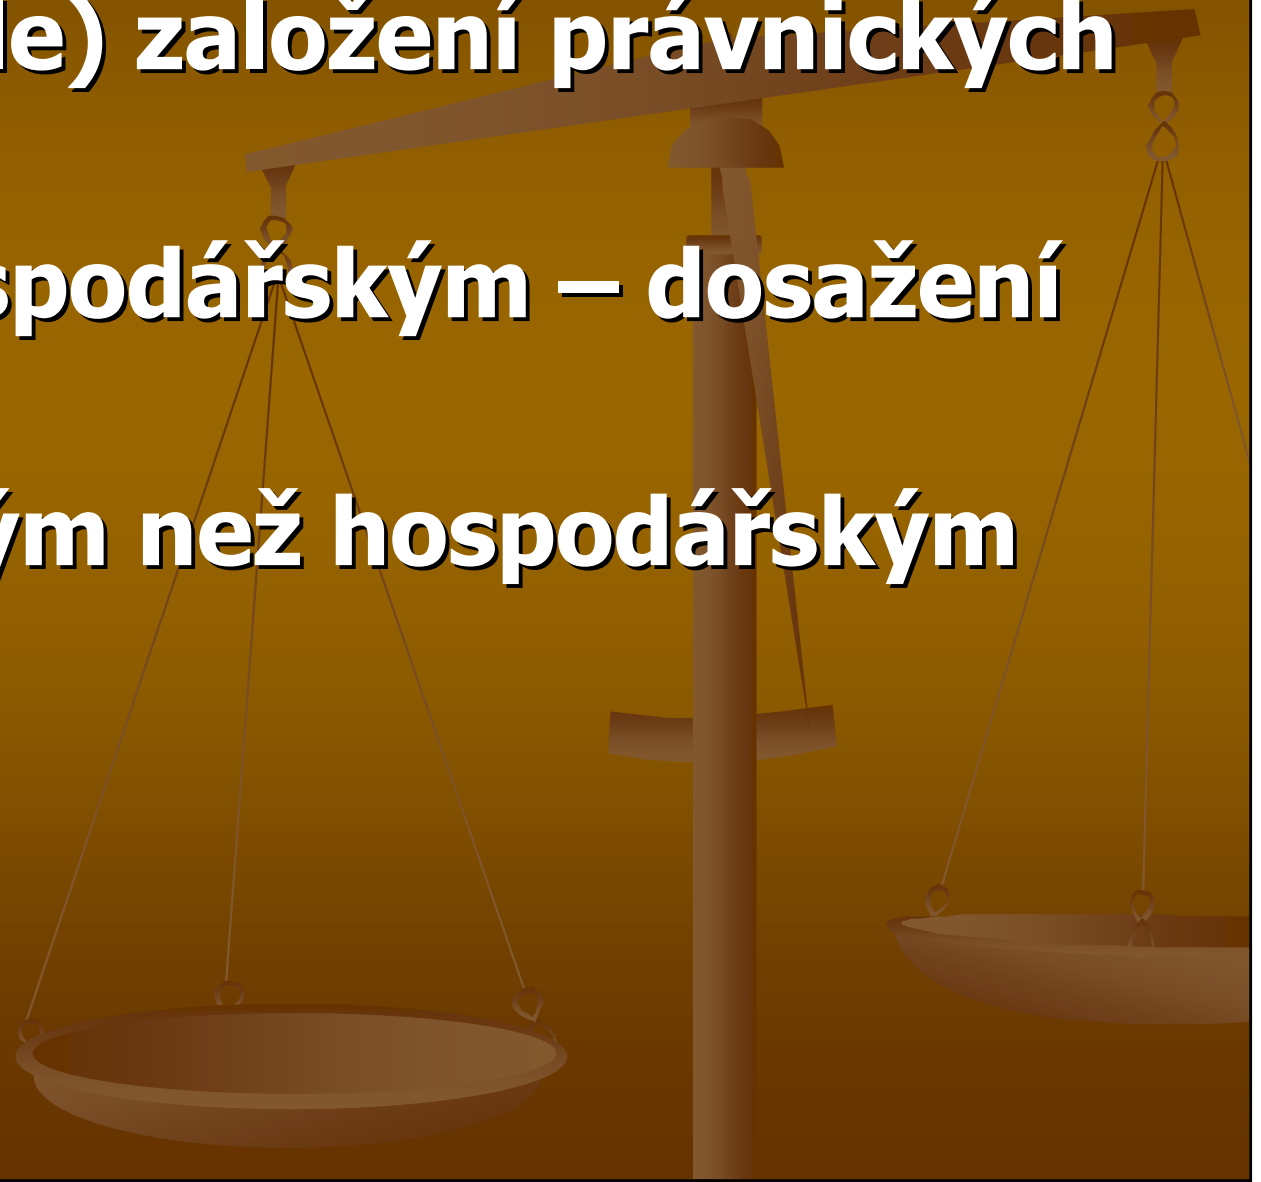 le) založení právnických
spodářským – dosažení
ým než hospodářským